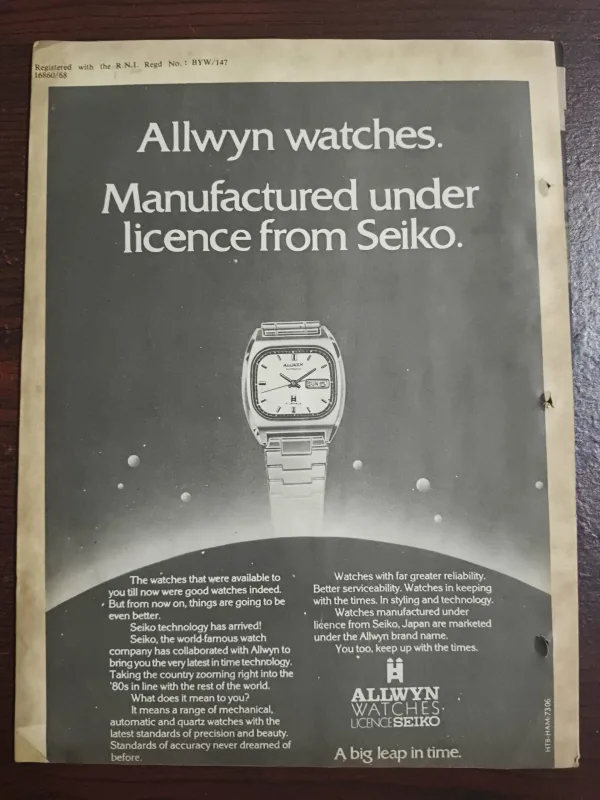 Registered with the R.N.I. Regd No.: BYW/147
16860/68
Allwyn watches.
Manufactured under
licence from Seiko.
ALLWYN
The watches that were available to
you till now were good watches indeed.
But from now on, things are going to be
even better.
Seiko technology has arrived!
Seiko, the world-famous watch
company has collaborated with Allwyn to
bring you the very latest in time technology.
Taking the country zooming right into the
'80s in line with the rest of the world.
What does it mean to you?
It means a range of mechanical,
automatic and quartz watches with the
latest standards of precision and beauty.
Standards of accuracy never dreamed of
before.
Watches with far greater reliability.
Better serviceability. Watches in keeping
with the times. In styling and technology.
Watches manufactured under
licence from Seiko, Japan are marketed
under the Allwyn brand name.
You too, keep up with the times.
ALLWYN
WATCHES
LICENCE SEIKO
A big leap in time.
HTB-HAM-7306